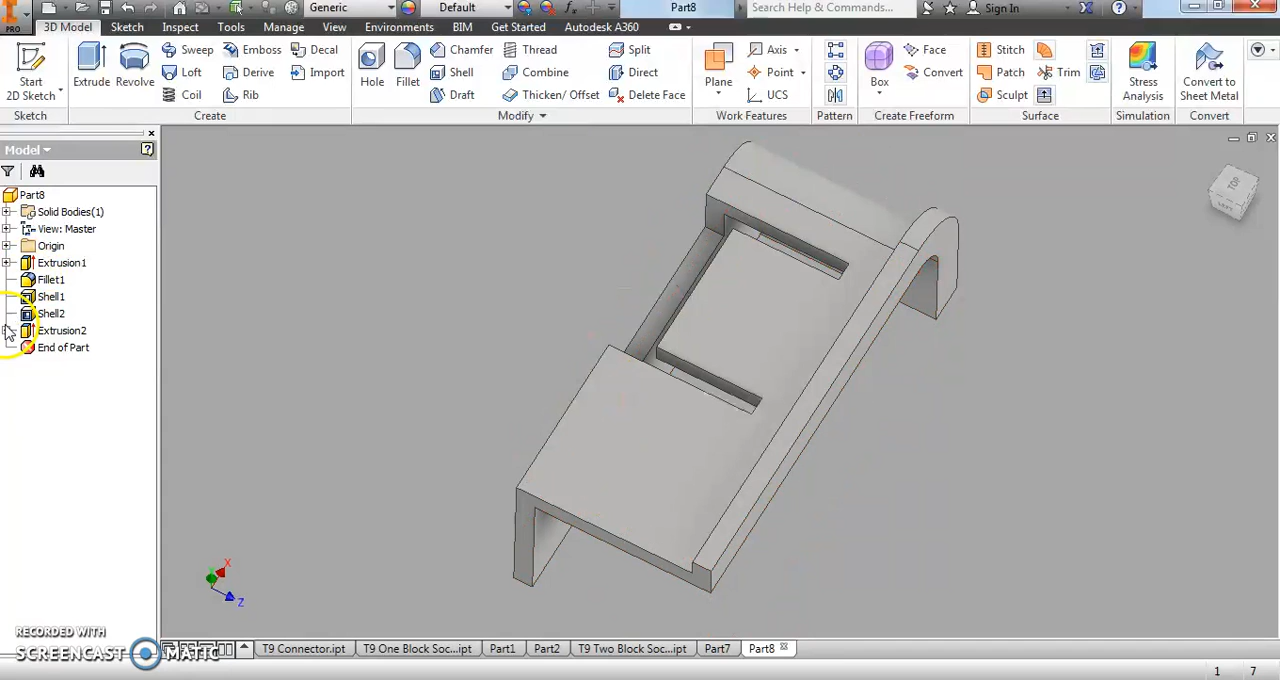 PRO
Generic
Default
Part8
Search Help & Commands...
Sign In
3D Model
Sketch
Inspect
Tools
Manage
View
Environments
BIM
Get Started
Autodesk A360
Start
2D Sketch
Extrude
Revolve
Sweep
Loft
Coil
Emboss
Derive
Rib
Decal
Import
Hole
Fillet
Chamfer
Shell
Draft
Thread
Combine
Thicken/ Offset
Split
Direct
Delete Face
Plane
Axis
Point
UCS
Box
Face
Convert
Stitch
Patch
Sculpt
Trim
Stress
Analysis
Convert to
Sheet Metal
Sketch
Create
Modify
Work Features
Pattern
Create Freeform
Surface
Simulation
Convert
Model
Part8
Solid Bodies(1)
View: Master
Origin
Extrusion1
Fillet1
Shell1
Shell2
Extrusion2
End of Part
TOP
X
Z
RECORDED WITH
SCREENCAST MATIC
T9 Connector.ipt
T9 One Block Soc...ipt
Part1
Part2
T9 Two Block Soc...ipt
Part7
Part8
1
7